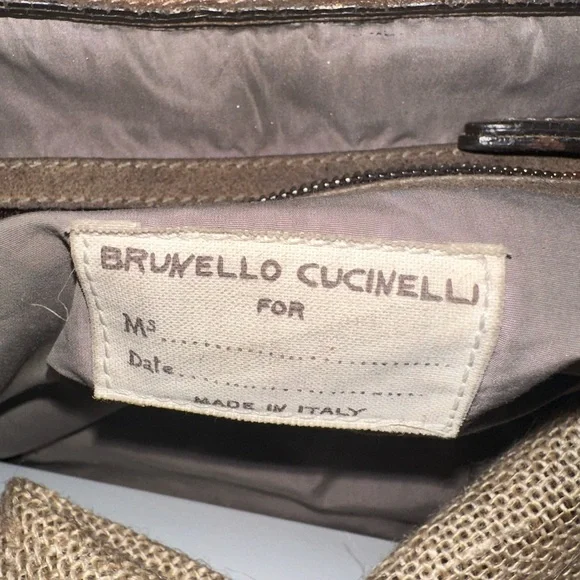 BRUNELLO CUCINELLI
FOR
Ms....................
Date....................
MADE IN ITALY